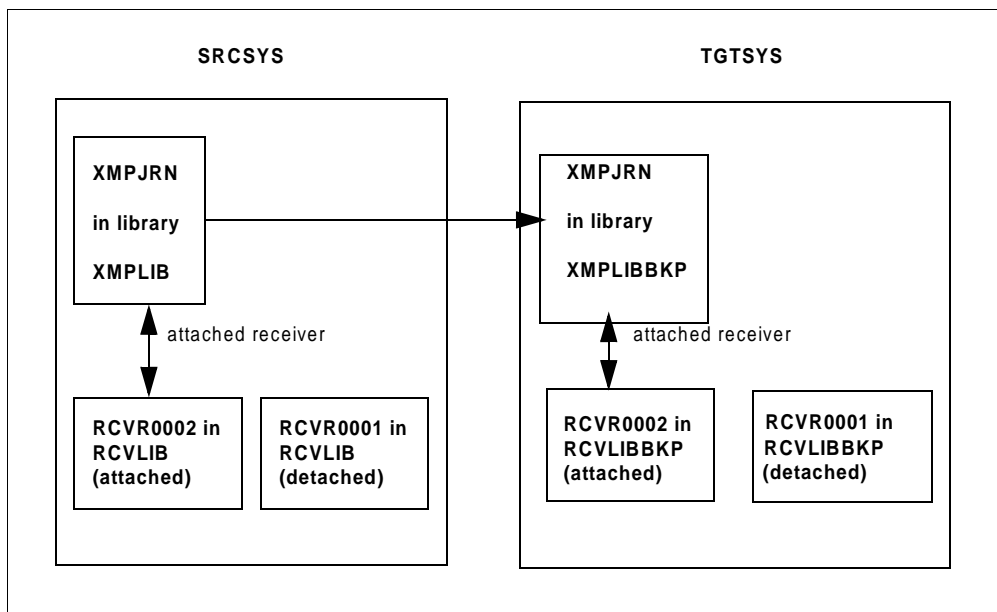 SRCSYS
TGTSYS
XMPJRN
in library
XMPLIB
XMPJRN
in library
XMPLIBBKP
attached receiver
attached receiver
RCVR0002 in
RCVLIB
(attached)
RCVR0001 in
RCVLIB
(detached)
RCVR0002 in
RCVLIBBKP
(attached)
RCVR0001 in
RCVLIBBKP
(detached)